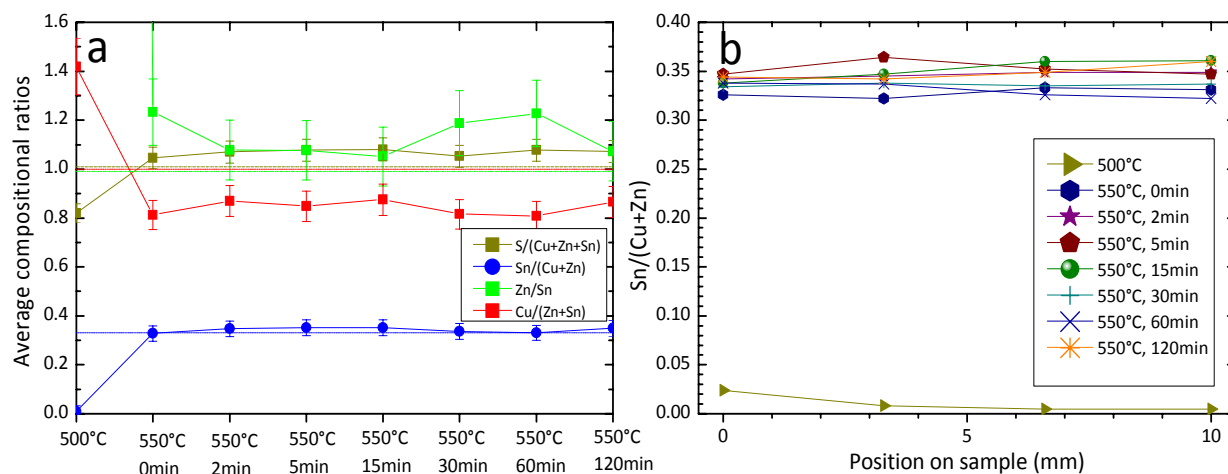 a
Average compositional ratios
1.6
1.4
1.2
1.0
0.8
0.6
0.4
0.2
0.0
S/(Cu+Zn+Sn)
Sn/(Cu+Zn)
Zn/Sn
Cu/(Zn+Sn)
500°C 550°C 550°C 550°C 550°C 550°C 550°C 550°C
0min 2min 5min 15min 30min 60min 120min
b
Sn/(Cu+Zn)
0.40
0.35
0.30
0.25
0.20
0.15
0.10
0.05
0.00
500°C
550°C, 0min
550°C, 2min
550°C, 5min
550°C, 15min
550°C, 30min
550°C, 60min
550°C, 120min
0 5 10
Position on sample (mm)